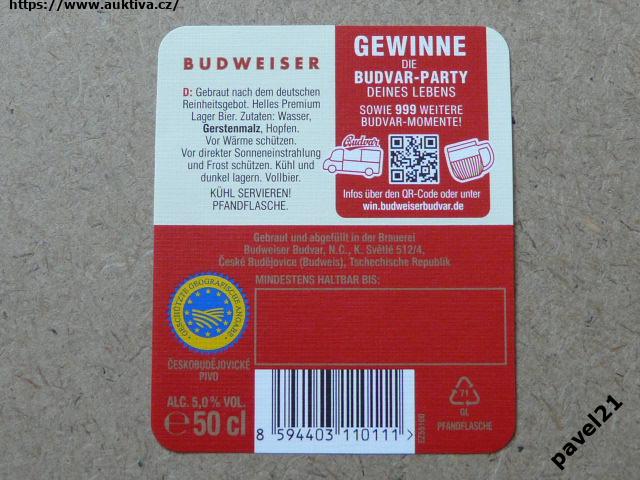 https://www.auktiva.cz/
BUDWEISER
D: Gebraut nach dem deutschen
Reinheitsgebot. Helles Premium
Lager Bier. Zutaten: Wasser,
Gerstenmalz, Hopfen.
Vor Wärme schützen.
Vor direkter Sonneneinstrahlung
und Frost schützen. Kühl und
dunkel lagern. Vollbier.
KÜHL SERVIEREN!
PFANDFLASCHE.
GEWINNE
DIE
BUDVAR-PARTY
DEINES LEBENS
SOWIE 999 WEITERE
BUDVAR-MOMENTE!
Budvar
Infos über den QR-Code oder unter
win.budweiserbudvar.de
Gebraut und abgefüllt in der Brauerei
Budweiser Budvar, N.C., K. Světlé 512/4,
České Budějovice (Budweis), Tschechische Republik
MINDESTENS HALTBAR BIS:
GESCHÜTZTE GEOGRAFISCHE ANGABE
ČESKOBUDĚJOVICKÉ
PIVO
ALC. 5,0 % VOL.
℮ 50 cl
8 594403 110111 >
71
GL
PFANDFLASCHE
pavel21